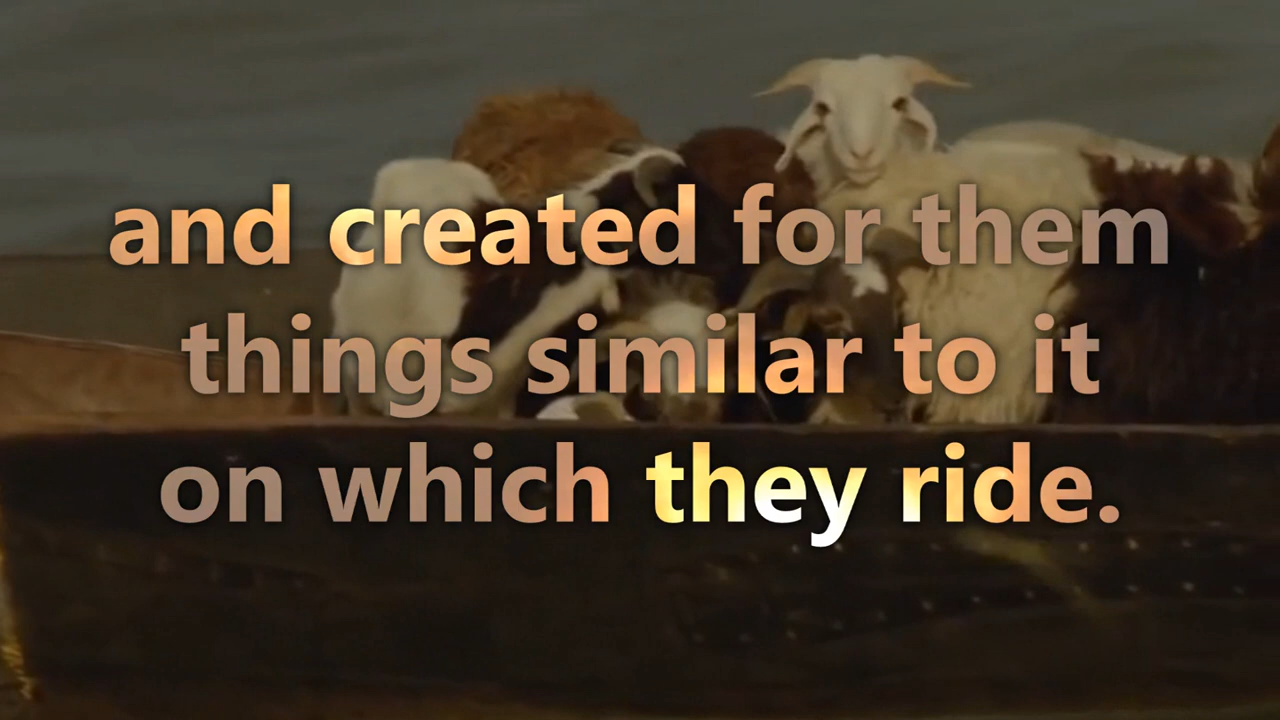 and created for them
things similar to it
on which they ride.